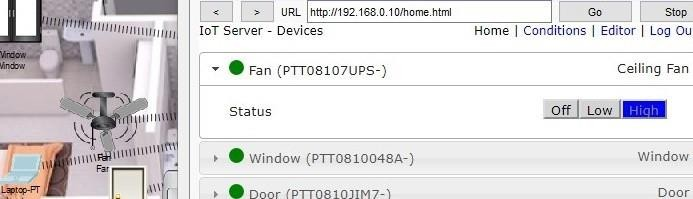 < > URL http://192.168.0.10/home.html Go Stop
IoT Server - Devices Home | Conditions | Editor | Log Ou
Window
Window
Fan (PTT08107UPS-) Ceiling Fan
Status Off Low High
Fan
Fan
Window (PTT0810048A-) Window
Laptop-PT
Door (PTT0810JIM7-) Door